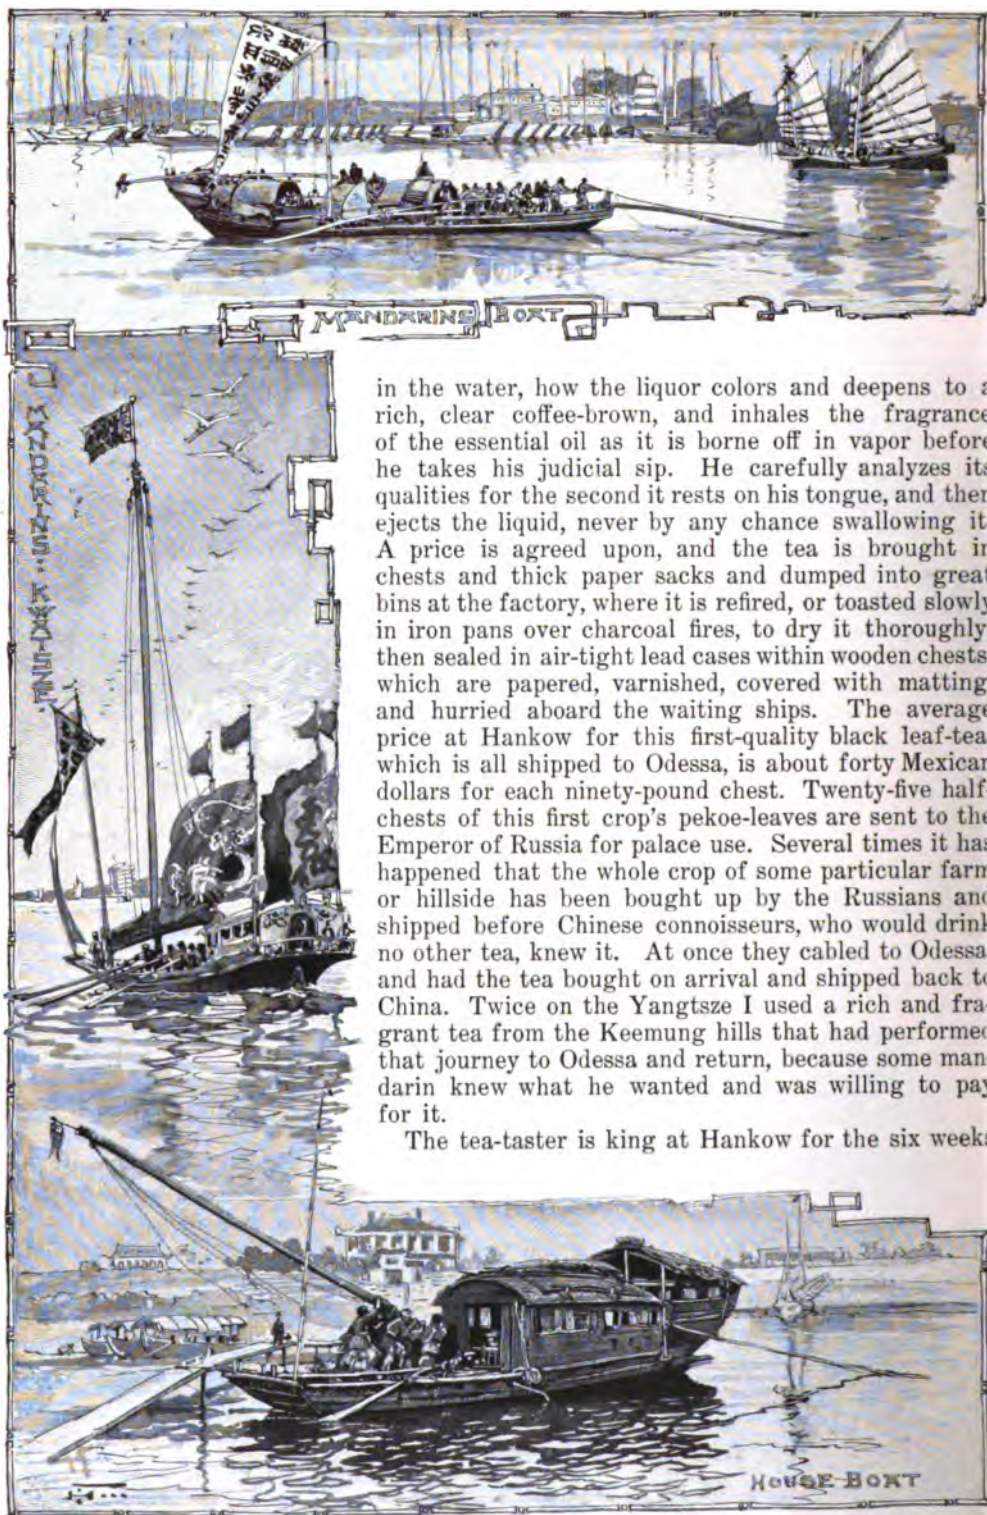 MANDARINS BOAT
MANDARINS
in the water, how the liquor colors and deepens to a
rich, clear coffee-brown, and inhales the fragrance
of the essential oil as it is borne off in vapor before
he takes his judicial sip. He carefully analyzes its
qualities for the second it rests on his tongue, and then
ejects the liquid, never by any chance swallowing it
A price is agreed upon, and the tea is brought in
chests and thick paper sacks and dumped into great
bins at the factory, where it is refired, or toasted slowly
in iron pans over charcoal fires, to dry it thoroughly
then sealed in air-tight lead cases within wooden chests
which are papered, varnished, covered with matting
and hurried aboard the waiting ships. The average
price at Hankow for this first-quality black leaf-tea
which is all shipped to Odessa, is about forty Mexican
dollars for each ninety-pound chest. Twenty-five half
chests of this first crop's pekoe-leaves are sent to the
Emperor of Russia for palace use. Several times it has
happened that the whole crop of some particular farm
or hillside has been bought up by the Russians and
shipped before Chinese connoisseurs, who would drink
no other tea, knew it. At once they cabled to Odessa
and had the tea bought on arrival and shipped back to
China. Twice on the Yangtsze I used a rich and fra-
grant tea from the Keemung hills that had performed
that journey to Odessa and return, because some man-
darin knew what he wanted and was willing to pay
for it.
The tea-taster is king at Hankow for the six weeks
HOUSE BOAT